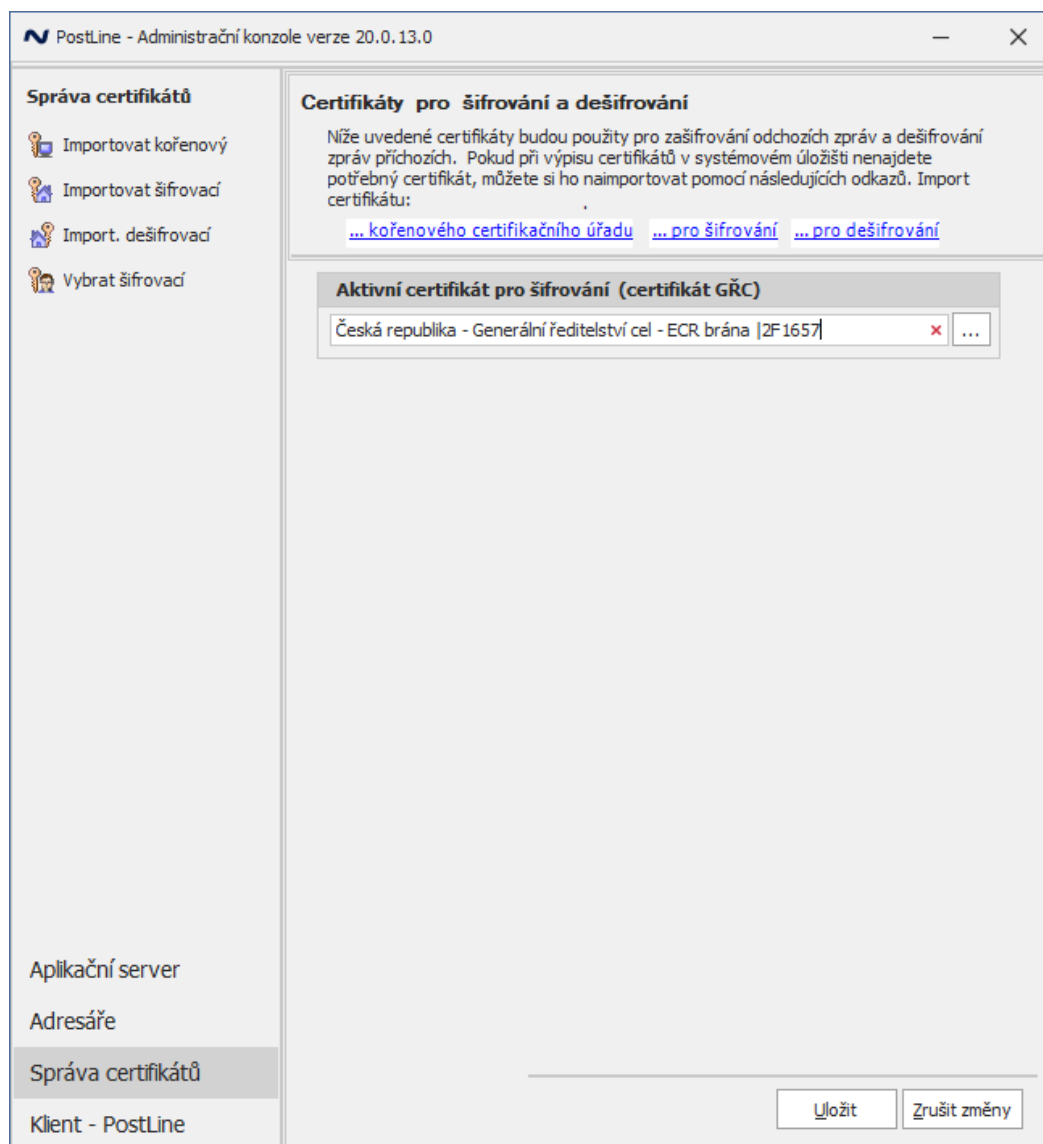 PostLine - Administrační konzole verze 20.0.13.0
Správa certifikátů
Importovat kořenový
Importovat šifrovací
Import. dešifrovací
Vybrat šifrovací
Certifikáty pro šifrování a dešifrování
Níže uvedené certifikáty budou použity pro zašifrování odchozích zpráv a dešifrování
zpráv příchozích. Pokud při výpisu certifikátů v systémovém úložišti nenajdete
potřebný certifikát, můžete si ho naimportovat pomocí následujících odkazů. Import
certifikátu: .
... kořenového certifikačního úřadu ... pro šifrování ... pro dešifrování
Aktivní certifikát pro šifrování (certifikát GŘC)
Česká republika - Generální ředitelství cel - ECR brána |2F1657
...
Aplikační server
Adresáře
Správa certifikátů
Klient - PostLine
Uložit Zrušit změny